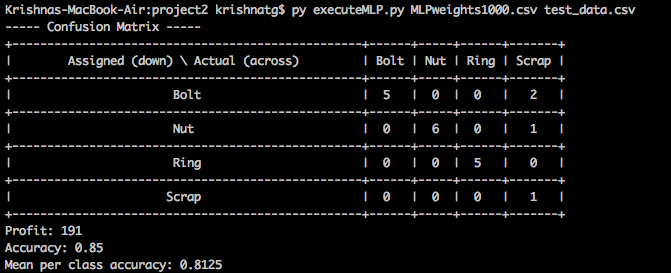 Krishnas-MacBook-Air:project2 krishnatg$ py executeMLP.py MLPweights1000.csv test_data.csv
----- Confusion Matrix -----
+--------------------------------------------------+------+-----+------+-------+
| Assigned (down) \ Actual (across) | Bolt | Nut | Ring | Scrap |
+--------------------------------------------------+------+-----+------+-------+
| Bolt | 5 | 0 | 0 | 2 |
+--------------------------------------------------+------+-----+------+-------+
| Nut | 0 | 6 | 0 | 1 |
+--------------------------------------------------+------+-----+------+-------+
| Ring | 0 | 0 | 5 | 0 |
+--------------------------------------------------+------+-----+------+-------+
| Scrap | 0 | 0 | 0 | 1 |
+--------------------------------------------------+------+-----+------+-------+
Profit: 191
Accuracy: 0.85
Mean per class accuracy: 0.8125